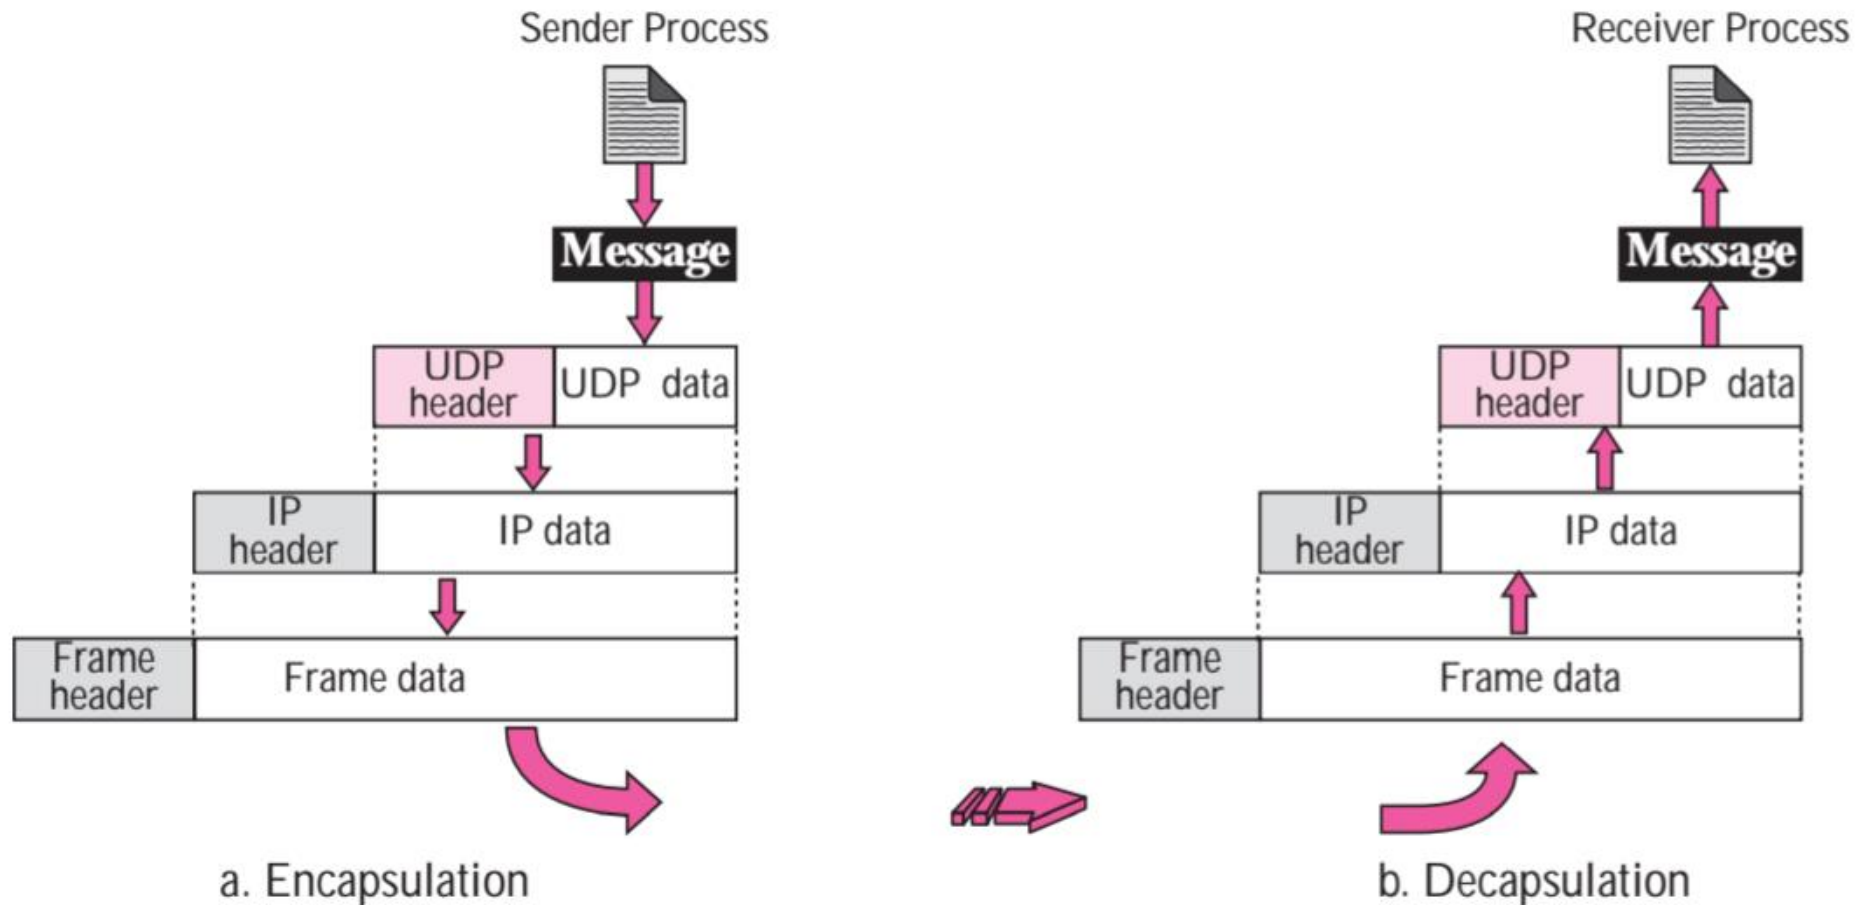 Sender Process
Message
UDP
header
UDP data
IP
header
IP data
Frame
header
Frame data
a. Encapsulation
Receiver Process
Message
UDP
header
UDP data
IP
header
IP data
Frame
header
Frame data
b. Decapsulation